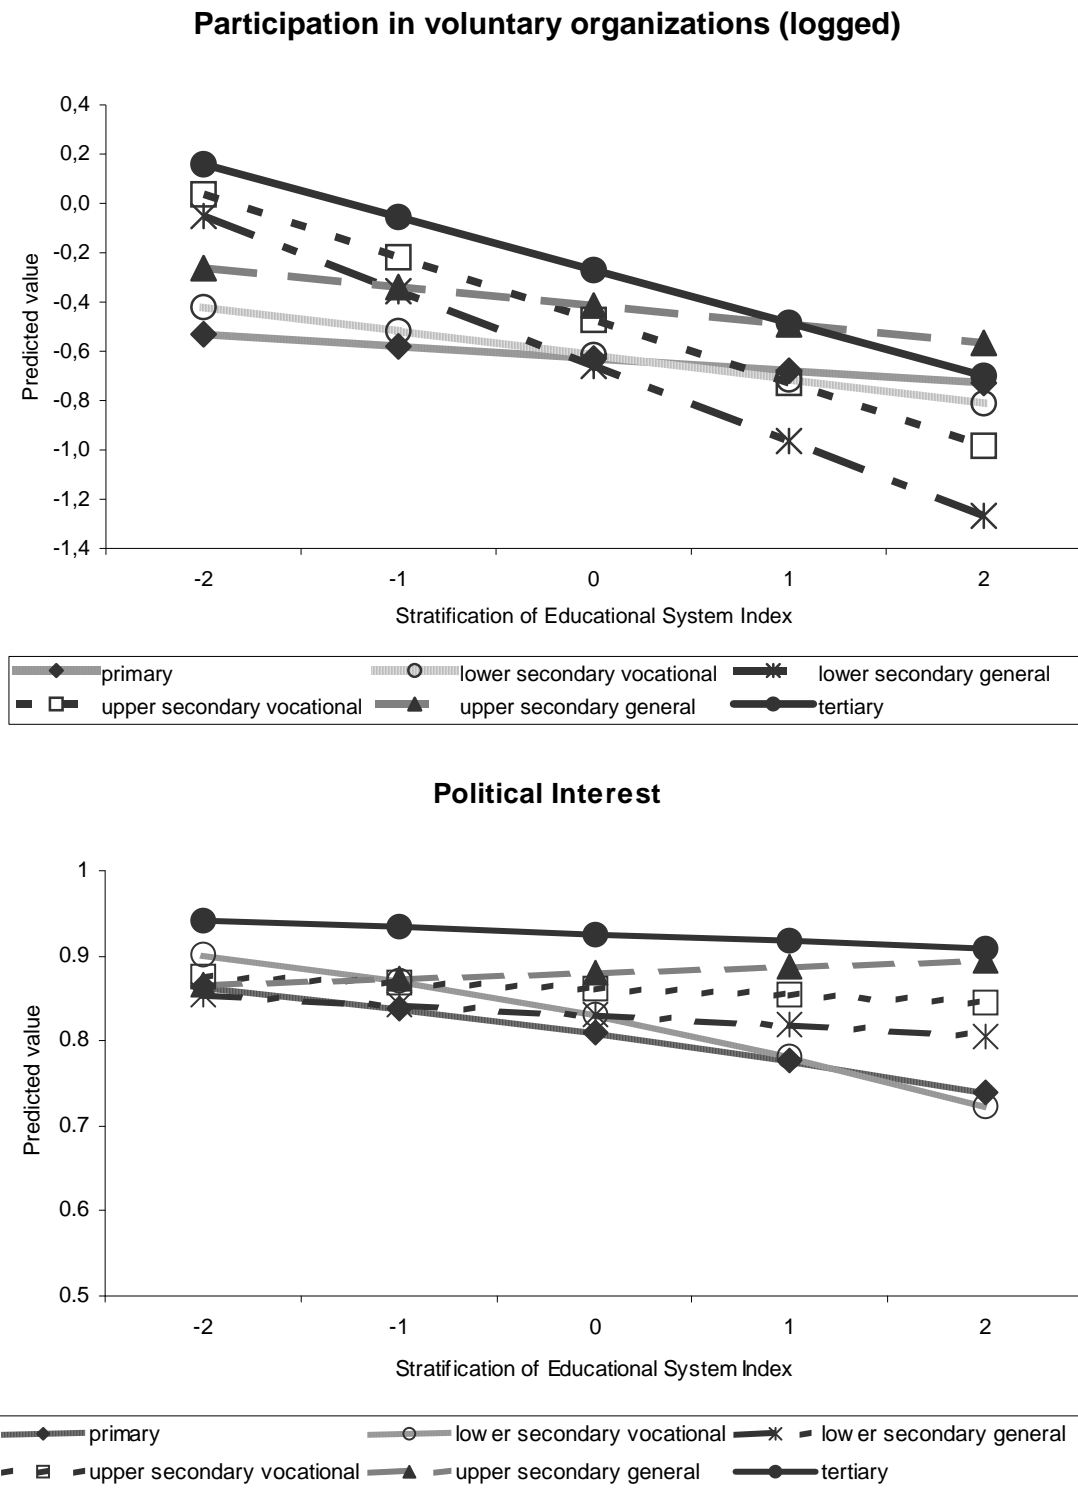 Participation in voluntary organizations (logged)
0,4
0,2
0,0
-0,2
-0,4
-0,6
-0,8
-1,0
-1,2
-1,4
Predicted value
-2 -1 0 1 2
Stratification of Educational System Index
primary lower secondary vocational lower secondary general
upper secondary vocational upper secondary general tertiary
Political Interest
1
0.9
0.8
0.7
0.6
0.5
Predicted value
-2 -1 0 1 2
Stratification of Educational System Index
primary lower secondary vocational lower secondary general
upper secondary vocational upper secondary general tertiary